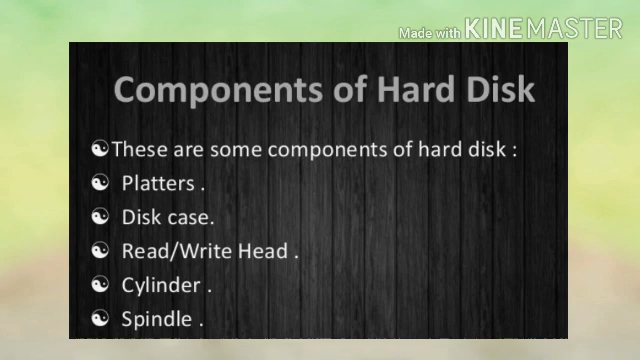 Made with KINEMASTER
Components of Hard Disk
☯These are some components of hard disk :
☯ Platters .
☯ Disk case.
☯ Read/Write Head .
☯ Cylinder .
☯ Spindle .